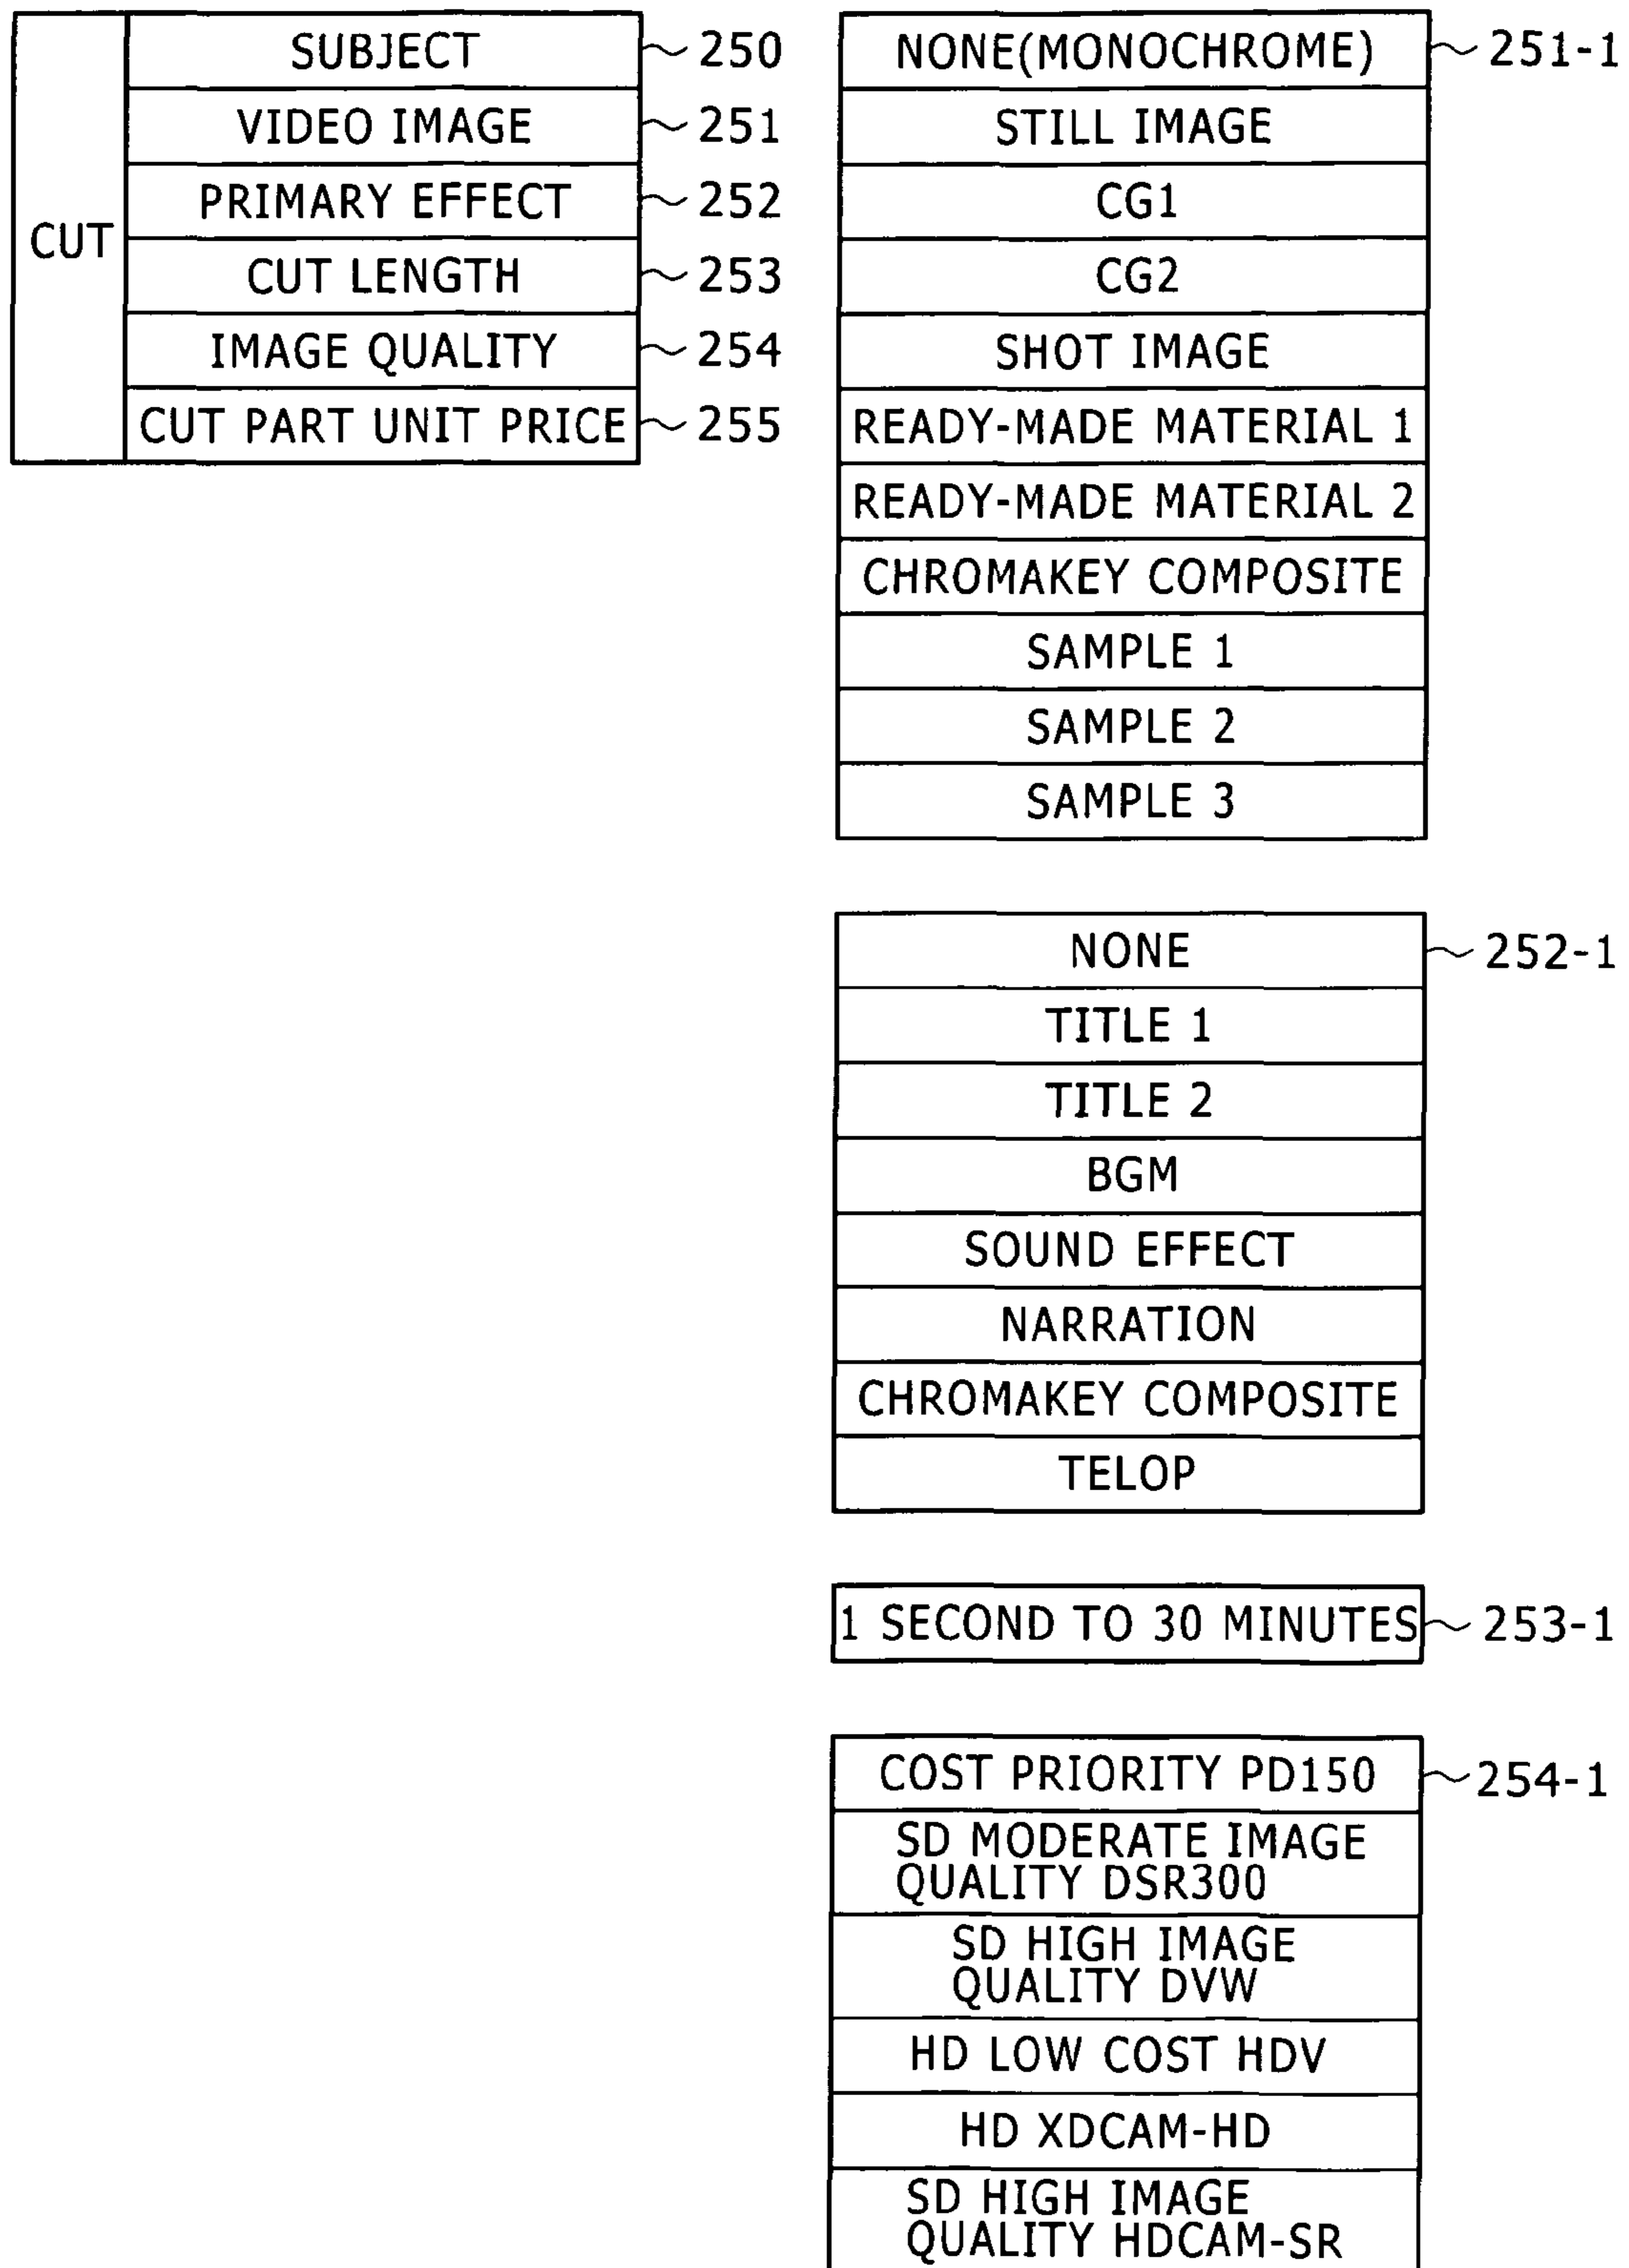 CUT
SUBJECT 250
VIDEO IMAGE 251
PRIMARY EFFECT 252
CUT LENGTH 253
IMAGE QUALITY 254
CUT PART UNIT PRICE 255
NONE(MONOCHROME) 251-1
STILL IMAGE
CG1
CG2
SHOT IMAGE
READY-MADE MATERIAL 1
READY-MADE MATERIAL 2
CHROMAKEY COMPOSITE
SAMPLE 1
SAMPLE 2
SAMPLE 3
NONE 252-1
TITLE 1
TITLE 2
BGM
SOUND EFFECT
NARRATION
CHROMAKEY COMPOSITE
TELOP
1 SECOND TO 30 MINUTES 253-1
COST PRIORITY PD150 254-1
SD MODERATE IMAGE
QUALITY DSR300
SD HIGH IMAGE
QUALITY DVW
HD LOW COST HDV
HD XDCAM-HD
SD HIGH IMAGE
QUALITY HDCAM-SR